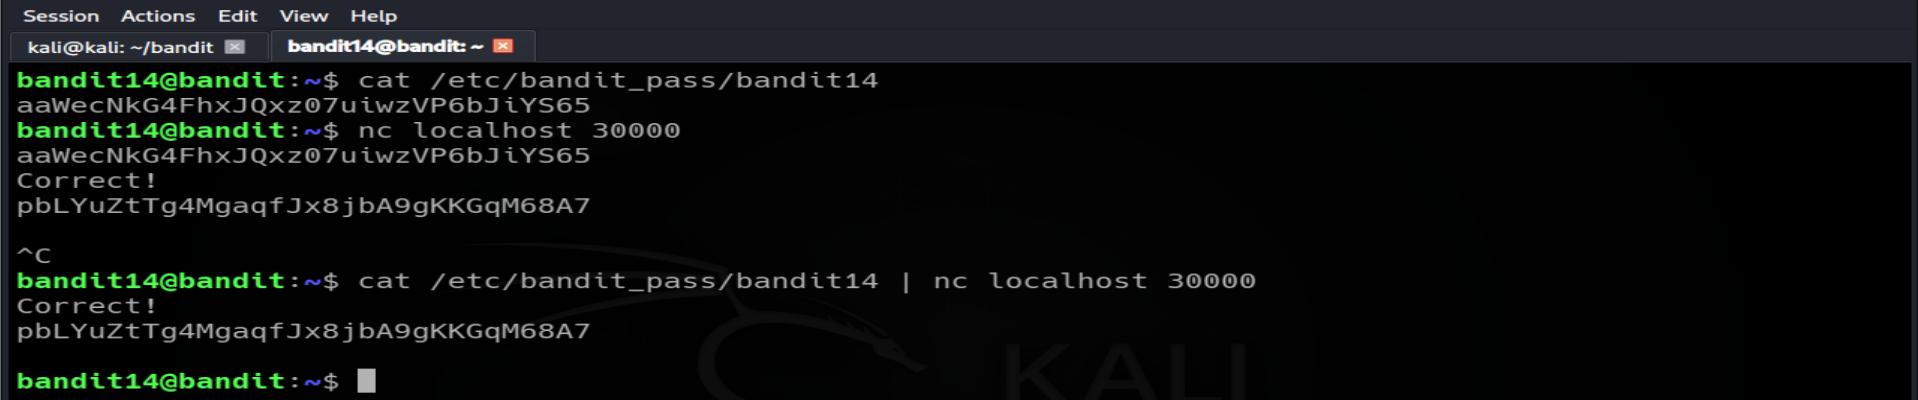 Session Actions Edit View Help
kali@kali: ~/bandit bandit14@bandit: ~
bandit14@bandit:~$ cat /etc/bandit_pass/bandit14
aaWecNkG4FhxJQxz07uiwzVP6bJiYS65
bandit14@bandit:~$ nc localhost 30000
aaWecNkG4FhxJQxz07uiwzVP6bJiYS65
Correct!
pbLYuZtTg4MgaqfJx8jbA9gKKGqM68A7
^C
bandit14@bandit:~$ cat /etc/bandit_pass/bandit14 | nc localhost 30000
Correct!
pbLYuZtTg4MgaqfJx8jbA9gKKGqM68A7
bandit14@bandit:~$
KALI